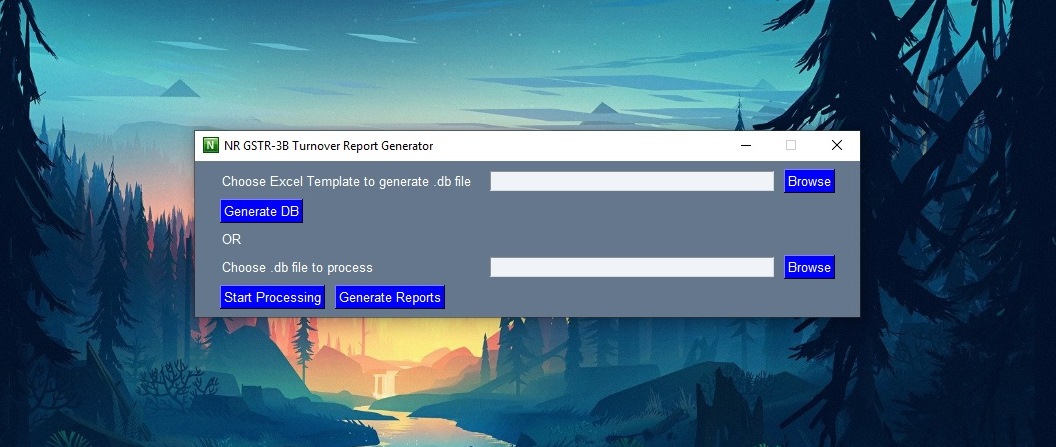 N NR GSTR-3B Turnover Report Generator
Choose Excel Template to generate .db file Browse
Generate DB
OR
Choose .db file to process Browse
Start Processing Generate Reports